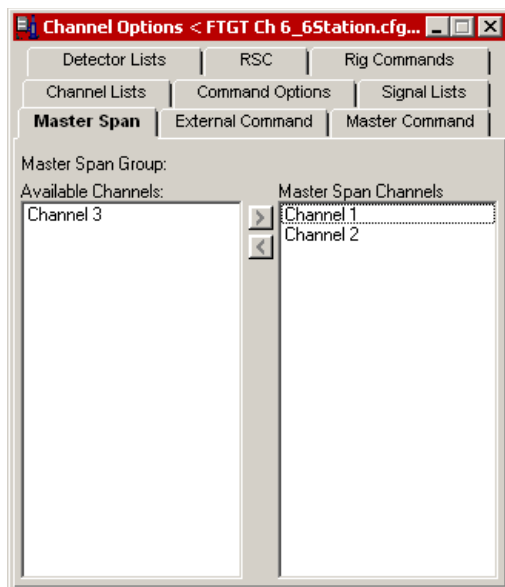 Channel Options < FTGT Ch 6_6Station.cfg...
Detector Lists RSC Rig Commands
Channel Lists Command Options Signal Lists
Master Span External Command Master Command
Master Span Group:
Available Channels: Master Span Channels
Channel 3 > Channel 1
< Channel 2